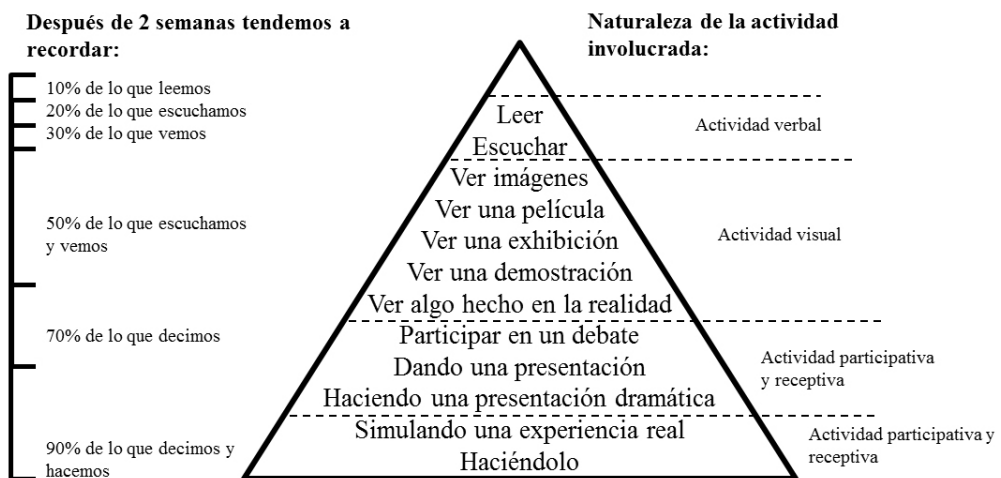 Después de 2 semanas tendemos a
recordar:
10% de lo que leemos
20% de lo que escuchamos
30% de lo que vemos
50% de lo que escuchamos
y vemos
70% de lo que decimos
90% de lo que decimos y
hacemos
Leer
Escuchar
Ver imágenes
Ver una película
Ver una exhibición
Ver una demostración
Ver algo hecho en la realidad
Participar en un debate
Dando una presentación
Haciendo una presentación dramática
Simulando una experiencia real
Haciéndolo
Naturaleza de la actividad
involucrada:
Actividad verbal
Actividad visual
Actividad participativa
y receptiva
Actividad participativa y
receptiva